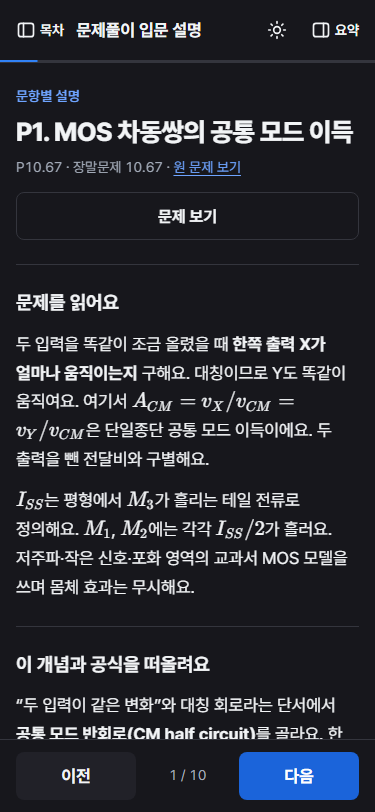 목차 문제풀이 입문 설명 요약
문항별 설명
P1. MOS 차동쌍의 공통 모드 이득
P10.67 · 장말문제 10.67 · 원 문제 보기
문제 보기
문제를 읽어요
두 입력을 똑같이 조금 올렸을 때 한쪽 출력 X가
얼마나 움직이는지 구해요. 대칭이므로 Y도 똑같이
움직여요. 여기서 A_{CM} = v_X/v_{CM} =
v_Y/v_{CM}은 단일종단 공통 모드 이득이에요. 두
출력을 뺀 전달비와 구별해요.
I_{SS}는 평형에서 M_3가 흘리는 테일 전류로
정의해요. M_1, M_2에는 각각 I_{SS}/2가 흘러요.
저주파·작은 신호·포화 영역의 교과서 MOS 모델을
쓰며 몸체 효과는 무시해요.
이 개념과 공식을 떠올려요
“두 입력이 같은 변화”와 대칭 회로라는 단서에서
공통 모드 반회로(CM half circuit)를 골라요. 한
이전 1 / 10 다음